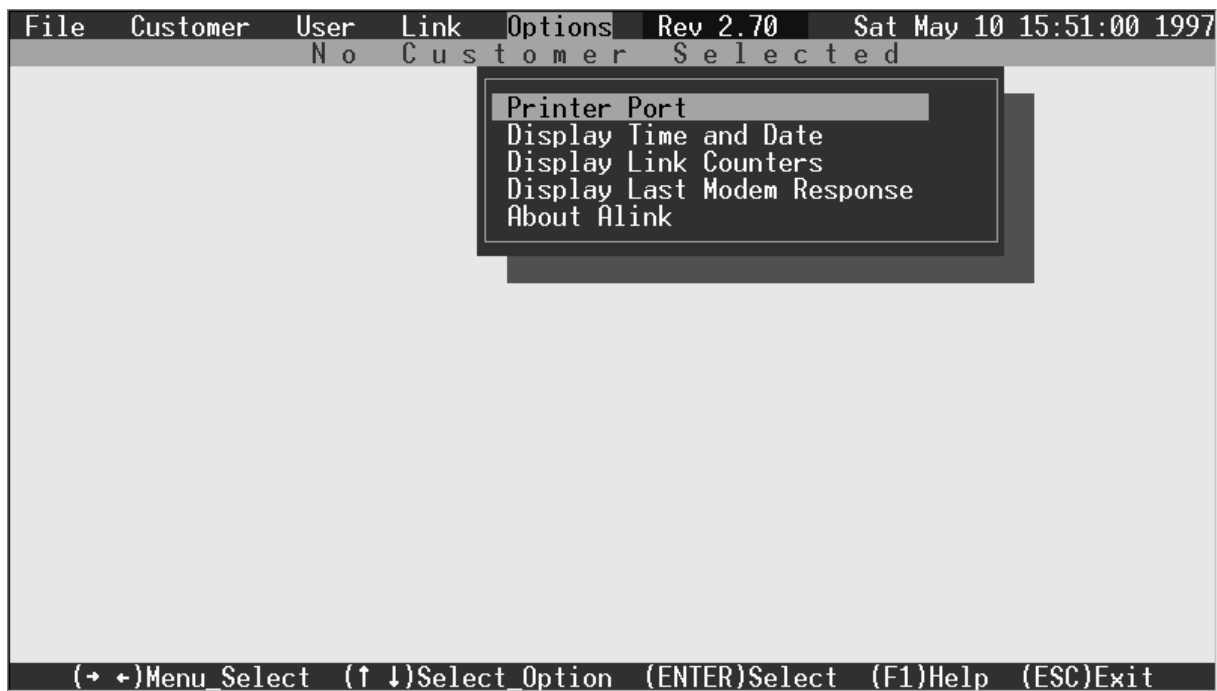 File Customer User Link Options Rev 2.70 Sat May 10 15:51:00 1997
No Customer Selected
Printer Port
Display Time and Date
Display Link Counters
Display Last Modem Response
About Alink
(→ ←)Menu_Select (↑ ↓)Select_Option (ENTER)Select (F1)Help (ESC)Exit